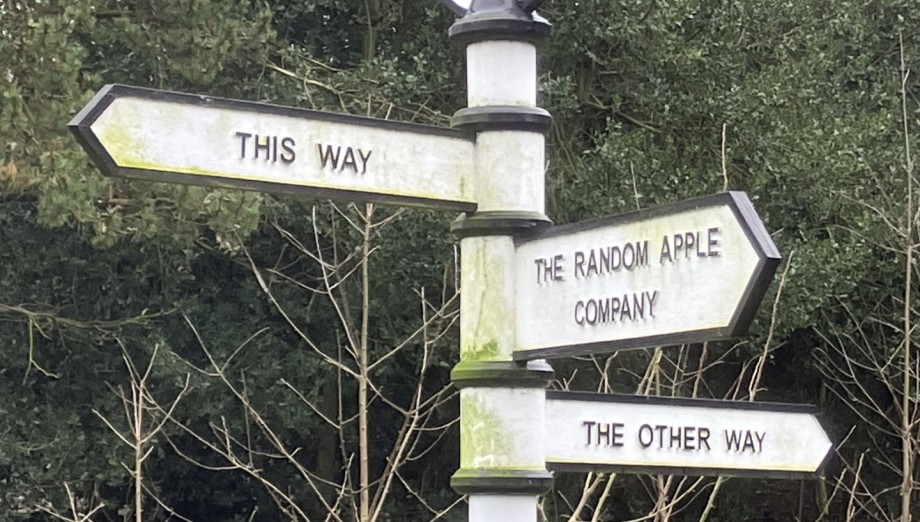 THIS WAY
THE RANDOM APPLE
COMPANY
THE OTHER WAY